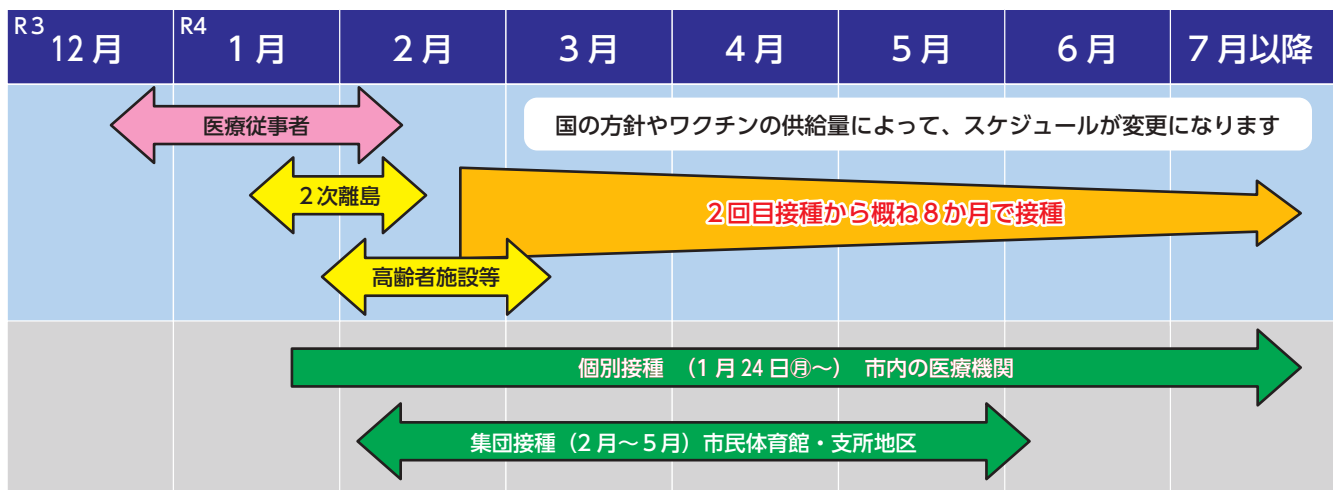 R3 12月 R4 1月 2月 3月 4月 5月 6月 7月以降
医療従事者
国の方針やワクチンの供給量によって、スケジュールが変更になります
2次離島
2回目接種から概ね8か月で接種
高齢者施設等
個別接種 (1月24日㊊～) 市内の医療機関
集団接種(2月～5月)市民体育館・支所地区